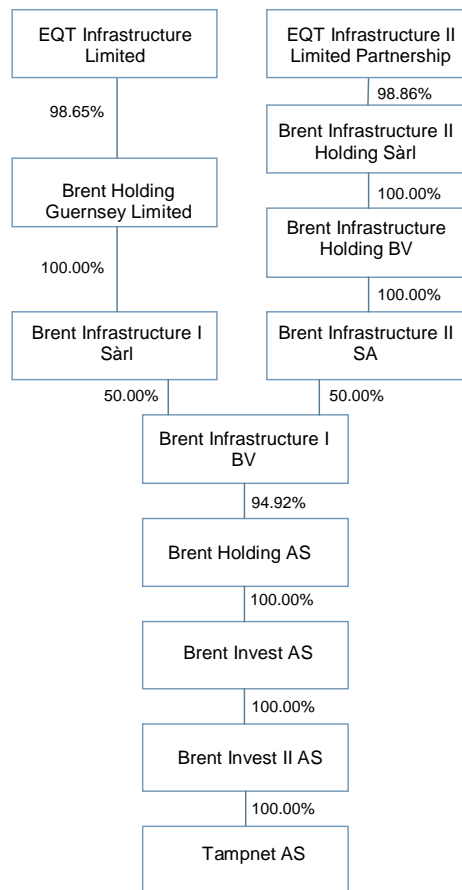 EQT Infrastructure
Limited
EQT Infrastructure II
Limited Partnership
98.65%
98.86%
Brent Infrastructure II
Holding Sàrl
Brent Holding
Guernsey Limited
100.00%
Brent Infrastructure
Holding BV
100.00%
100.00%
Brent Infrastructure I
Sàrl
Brent Infrastructure II
SA
50.00%
50.00%
Brent Infrastructure I
BV
94.92%
Brent Holding AS
100.00%
Brent Invest AS
100.00%
Brent Invest II AS
100.00%
Tampnet AS